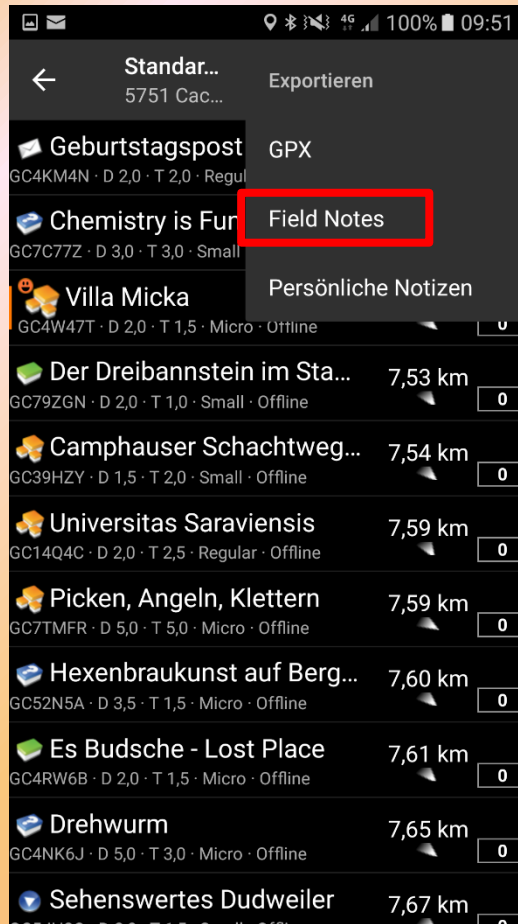 4G 100% 09:51
Standar...
5751 Cac...
Exportieren
GPX
Field Notes
Persönliche Notizen
Geburtstagspost
GC4KM4N · D 2,0 · T 2,0 · Regul
Chemistry is Fun
GC7C77Z · D 3,0 · T 3,0 · Small
Villa Micka
GC4W47T · D 2,0 · T 1,5 · Micro · Offline
0
Der Dreibannstein im Sta... 7,53 km
GC79ZGN · D 2,0 · T 1,0 · Small · Offline 0
Camphauser Schachtweg... 7,54 km
GC39HZY · D 1,5 · T 2,0 · Small · Offline 0
Universitas Saraviensis 7,59 km
GC14Q4C · D 2,0 · T 2,5 · Regular · Offline 0
Picken, Angeln, Klettern 7,59 km
GC7TMFR · D 5,0 · T 5,0 · Micro · Offline 0
Hexenbraukunst auf Berg... 7,60 km
GC52N5A · D 3,5 · T 1,5 · Micro · Offline 0
Es Budsche - Lost Place 7,61 km
GC4RW6B · D 2,0 · T 1,5 · Micro · Offline 0
Drehwurm 7,65 km
GC4NK6J · D 5,0 · T 3,0 · Micro · Offline 0
Sehenswertes Dudweiler 7,67 km